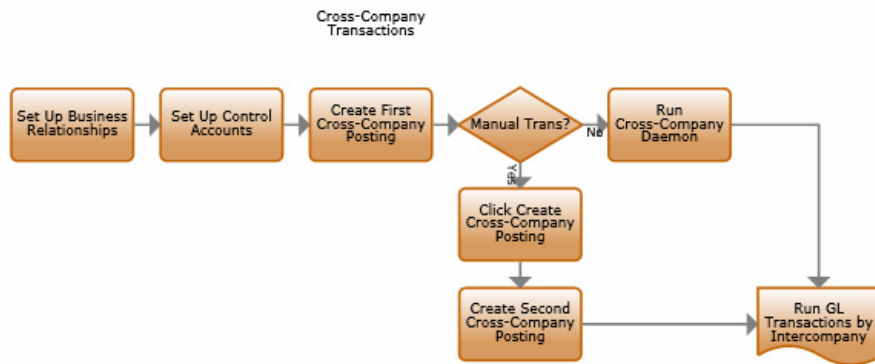 Cross-Company
Transactions
Set Up Business
Relationships
Set Up Control
Accounts
Create First
Cross-Company
Posting
Manual Trans?
No
Run
Cross-Company
Daemon
Yes
Click Create
Cross-Company
Posting
Create Second
Cross-Company
Posting
Run GL
Transactions by
Intercompany